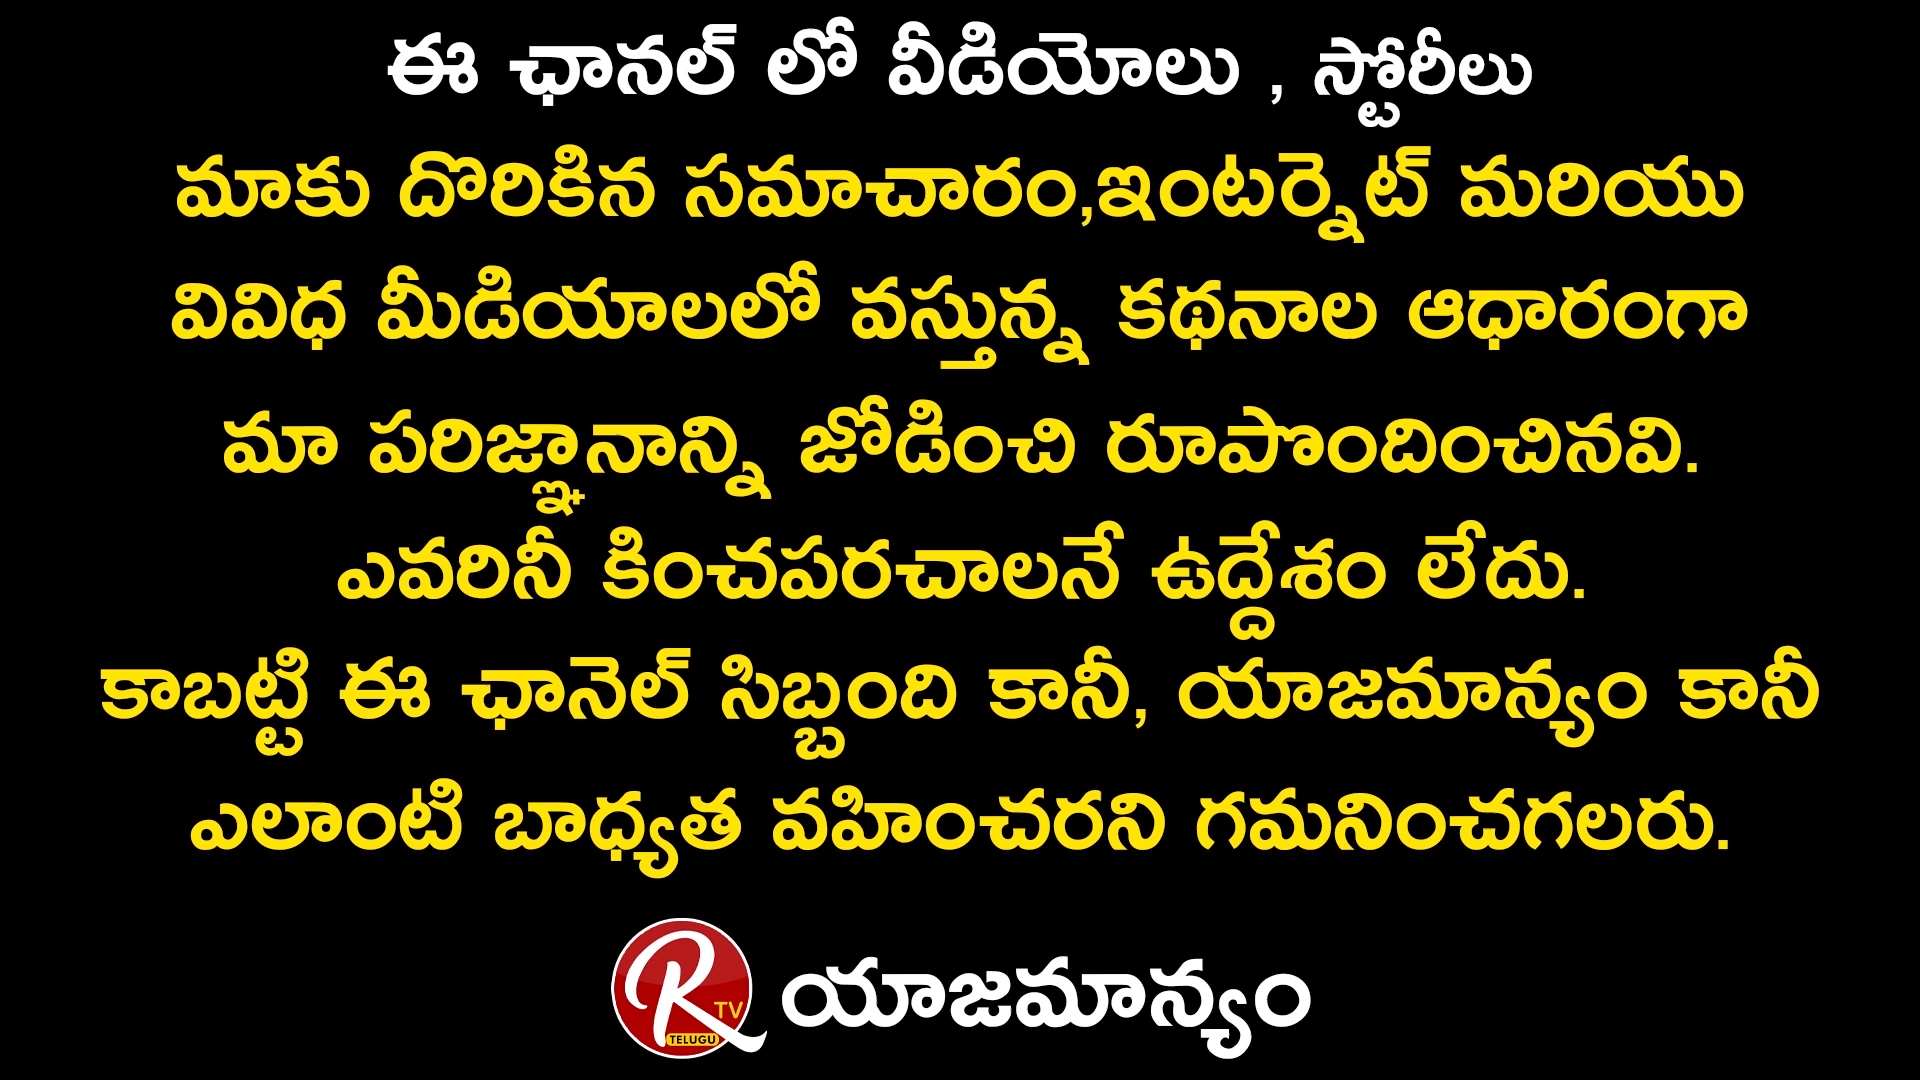 ఈ ఛానల్ లో వీడియోలు , స్టోరీలు
మాకు దొరికిన సమాచారం,ఇంటర్నెట్ మరియు
వివిధ మీడియాలలో వస్తున్న కథనాల ఆధారంగా
మా పరిజ్ఞానాన్ని జోడించి రూపొందించినవి.
ఎవరినీ కించపరచాలనే ఉద్దేశం లేదు.
కాబట్టి ఈ ఛానెల్ సిబ్బంది కానీ, యాజమాన్యం కానీ
ఎలాంటి బాధ్యత వహించరని గమనించగలరు.
R TV TELUGU యాజమాన్యం